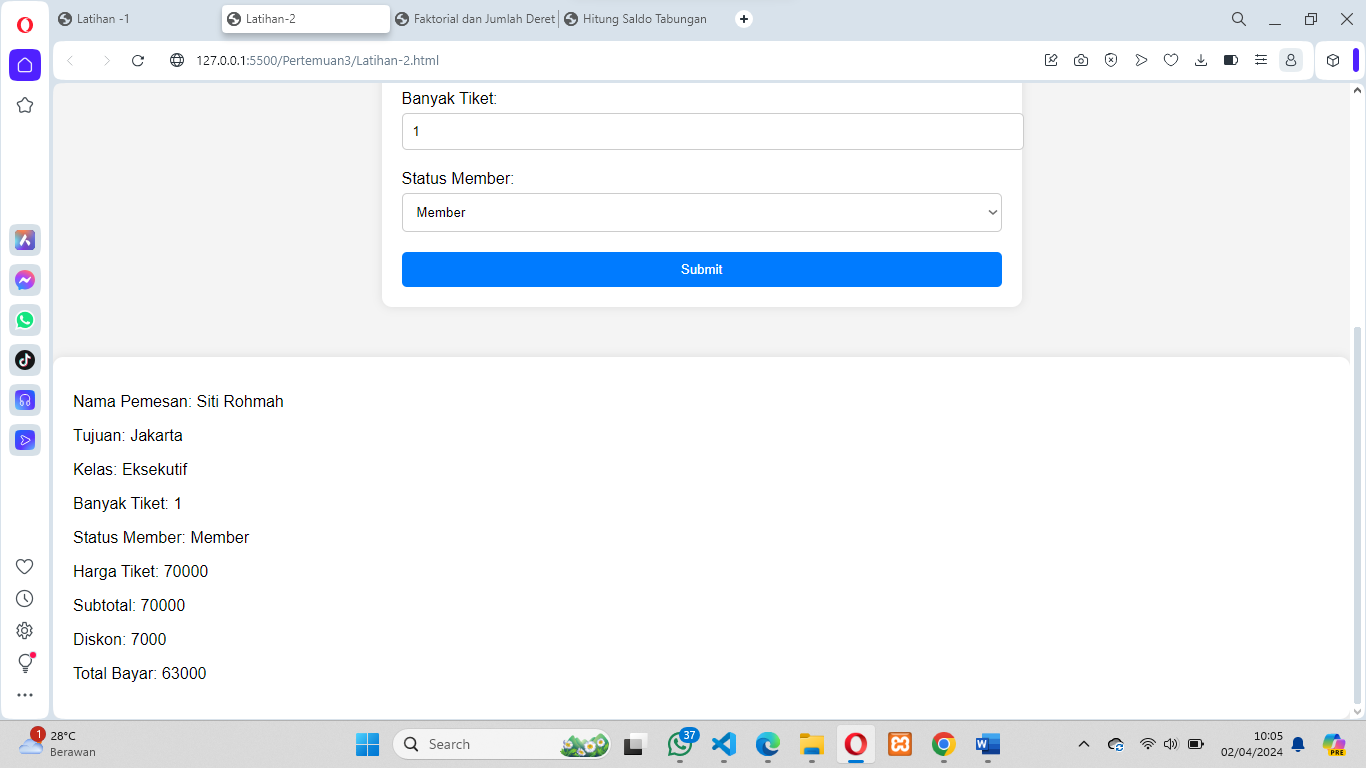 Latihan -1
Latihan-2
Faktorial dan Jumlah Deret
Hitung Saldo Tabungan
127.0.0.1:5500/Pertemuan3/Latihan-2.html
Banyak Tiket:
1
Status Member:
Member
Submit
Nama Pemesan: Siti Rohmah
Tujuan: Jakarta
Kelas: Eksekutif
Banyak Tiket: 1
Status Member: Member
Harga Tiket: 70000
Subtotal: 70000
Diskon: 7000
Total Bayar: 63000
1
28°C
Berawan
Search
37
W
10:05
02/04/2024
PRE